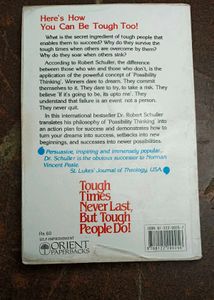 Here's How
You Can Be Tough Too!
What is the secret ingredient of tough people that
enables them to succeed? Why do they survive the
tough times when others are overcome by them?
Why do they soar when others sink?
According to Robert Schuller, the difference
between those who win and those who don't, is in
the application of the powerful concept of 'Possibility
Thinking'. Winners dare to dream. They commit
themselves to it. They dare to try, to take a risk. They
believe 'If it's going to be, its upto me'. They
understand that failure is an event not a person. They
never quit.
In this international bestseller Dr. Robert Schuller
translates his philosophy of 'Possibility Thinking' into
an action plan for success and demonstrates how to
turn your dreams into success, setbacks into new
beginnings, and successes into newer possibilities.
Persuasive, inspiring and immensely popular...
Dr. Schuller is the obvious successor to Norman
Vincent Peale.
St. Lukes' Journal of Theology, USA
Tough
Times
Never Last,
But Tough
People Do!
Rs. 60
SELF-IMPROVEMENT
ORIENT
PAPERBACKS